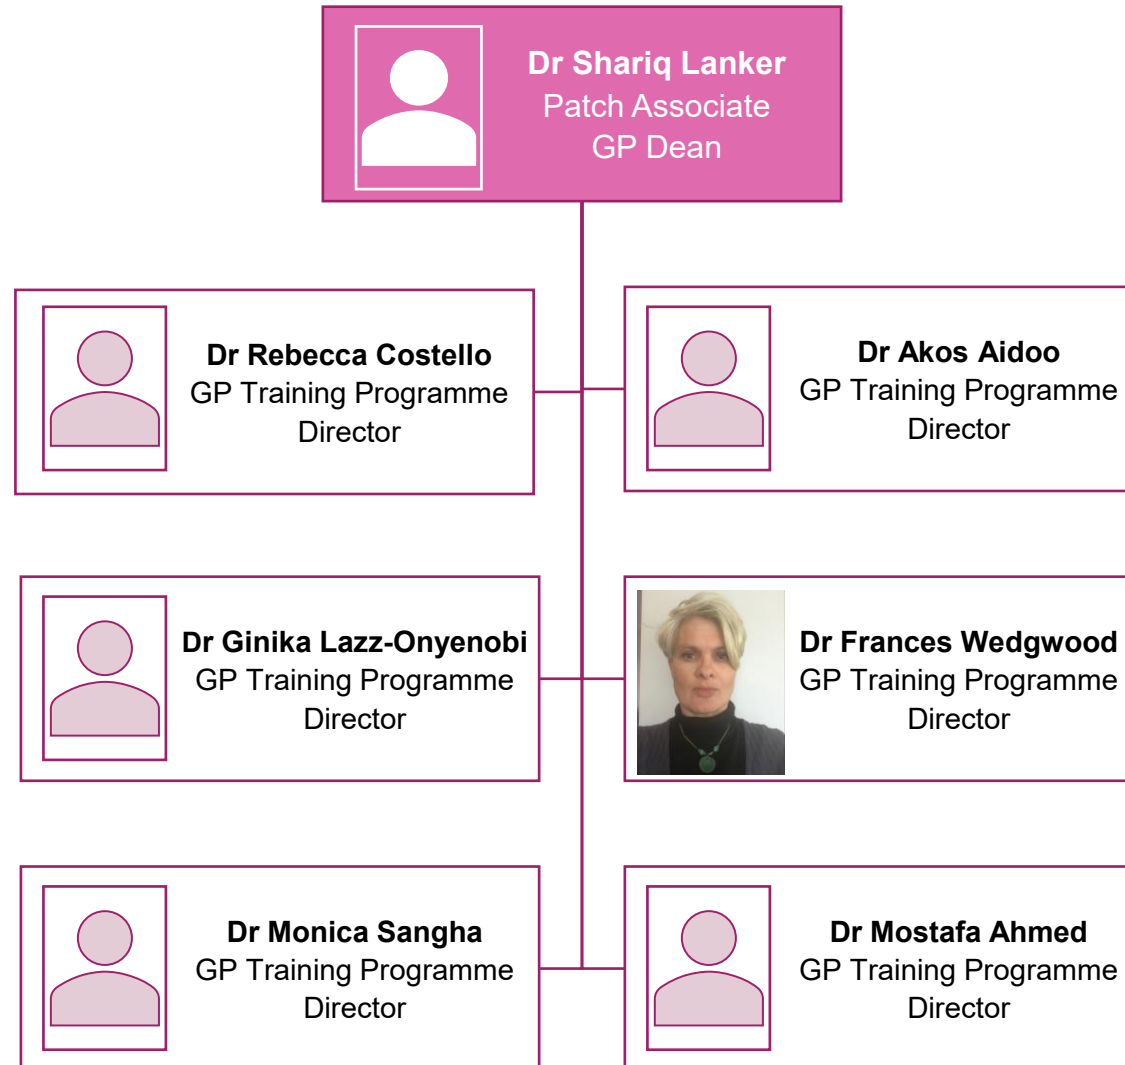 Dr Shariq Lanker
Patch Associate
GP Dean
Dr Rebecca Costello
GP Training Programme
Director
Dr Akos Aidoo
GP Training Programme
Director
Dr Ginika Lazz-Onyenobi
GP Training Programme
Director
Dr Frances Wedgwood
GP Training Programme
Director
Dr Monica Sangha
GP Training Programme
Director
Dr Mostafa Ahmed
GP Training Programme
Director